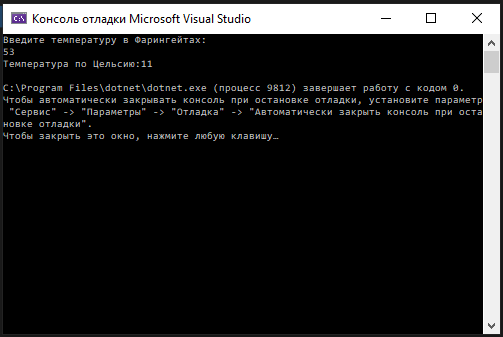 Консоль отладки Microsoft Visual Studio
Введите температуру в Фарингейтах:
53
Температура по Цельсию:11
C:\Program Files\dotnet\dotnet.exe (процесс 9812) завершает работу с кодом 0.
Чтобы автоматически закрывать консоль при остановке отладки, установите параметр
"Сервис" -> "Параметры" -> "Отладка" -> "Автоматически закрыть консоль при оста
новке отладки".
Чтобы закрыть это окно, нажмите любую клавишу…